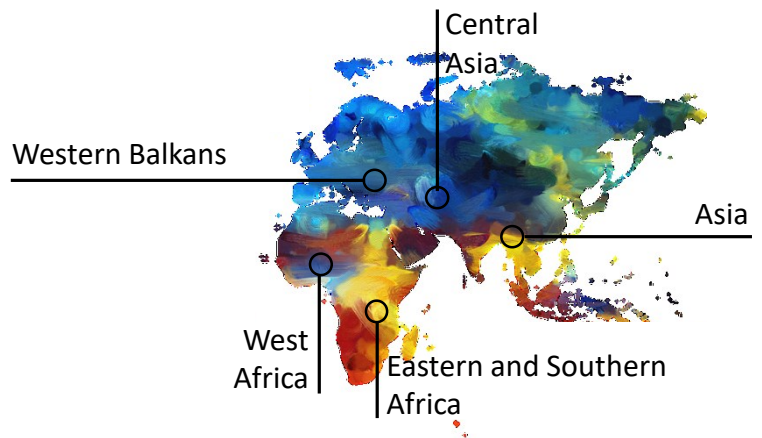 Central
Asia
Western Balkans
Asia
West
Africa
Eastern and Southern
Africa